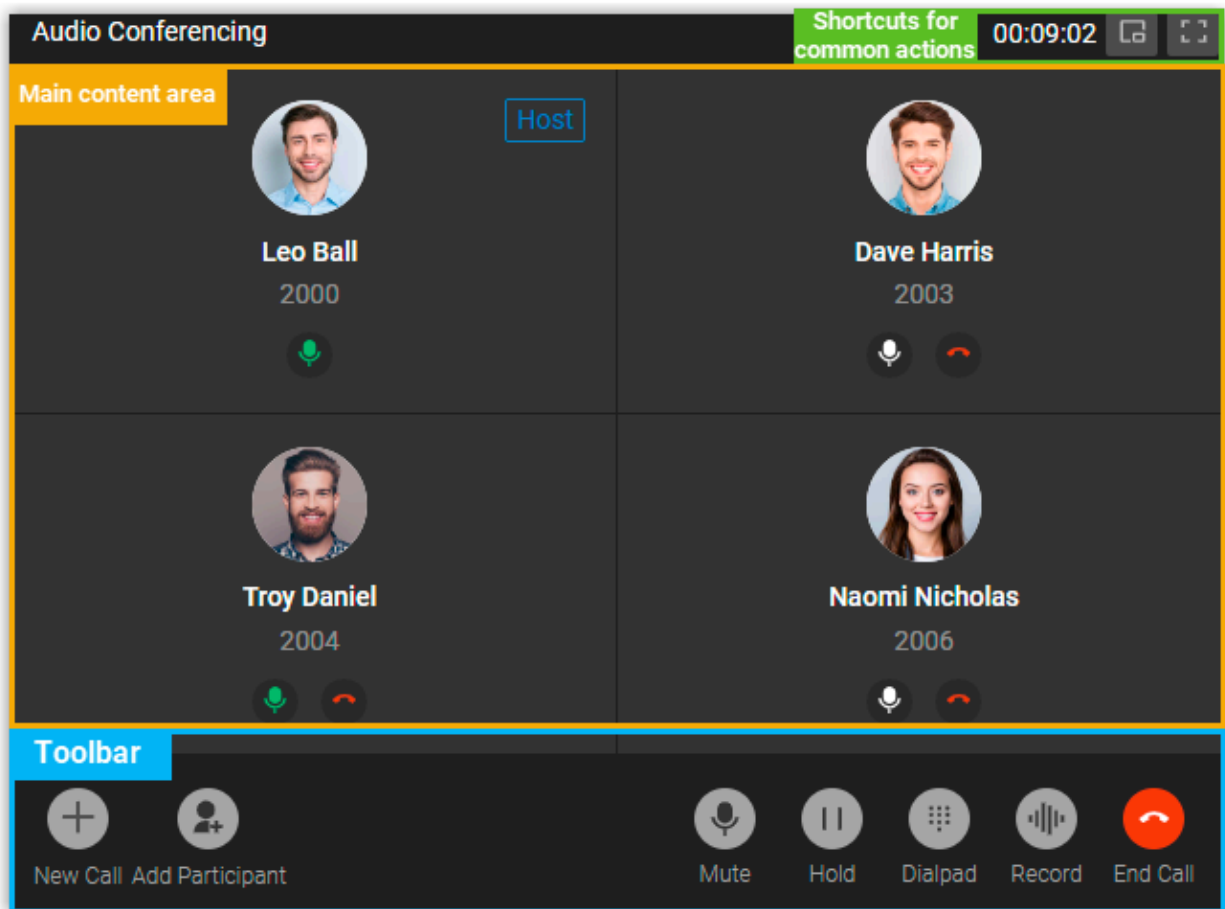 Audio Conferencing
Shortcuts for
common actions
00:09:02
Main content area
Host
Leo Ball
2000
Dave Harris
2003
Troy Daniel
2004
Naomi Nicholas
2006
Toolbar
New Call
Add Participant
Mute
Hold
Dialpad
Record
End Call